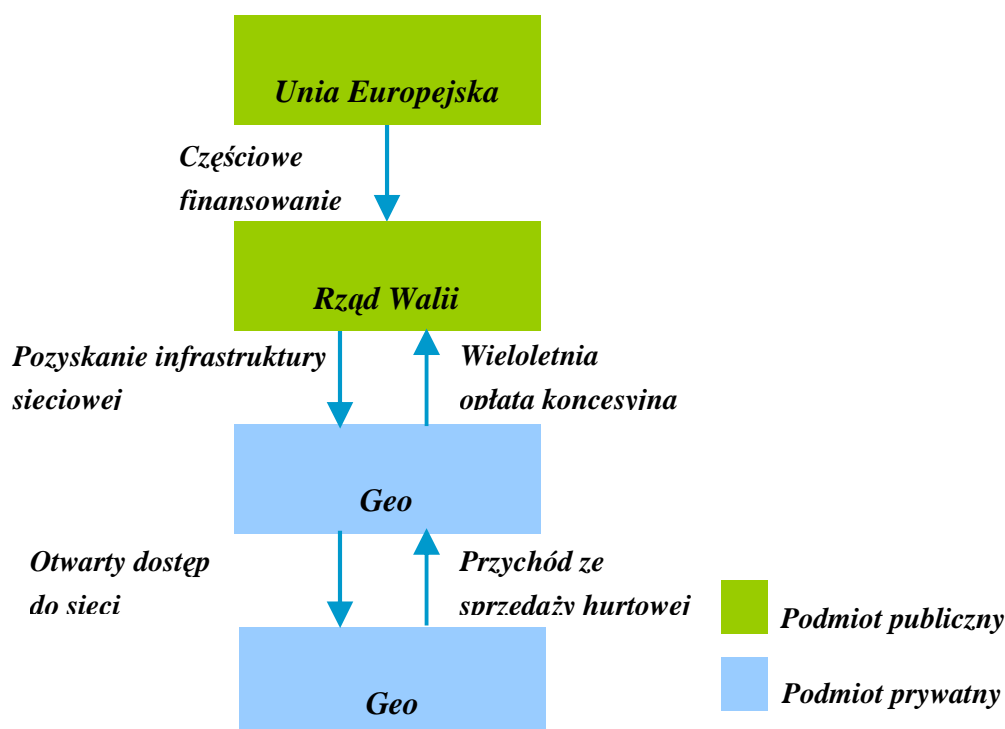 Unia Europejska
Częściowe
finansowanie
Rząd Walii
Pozyskanie infrastruktury
sieciowej
Wieloletnia
opłata koncesyjna
Geo
Otwarty dostęp
do sieci
Przychód ze
sprzedaży hurtowej
Geo
Podmiot publiczny
Podmiot prywatny